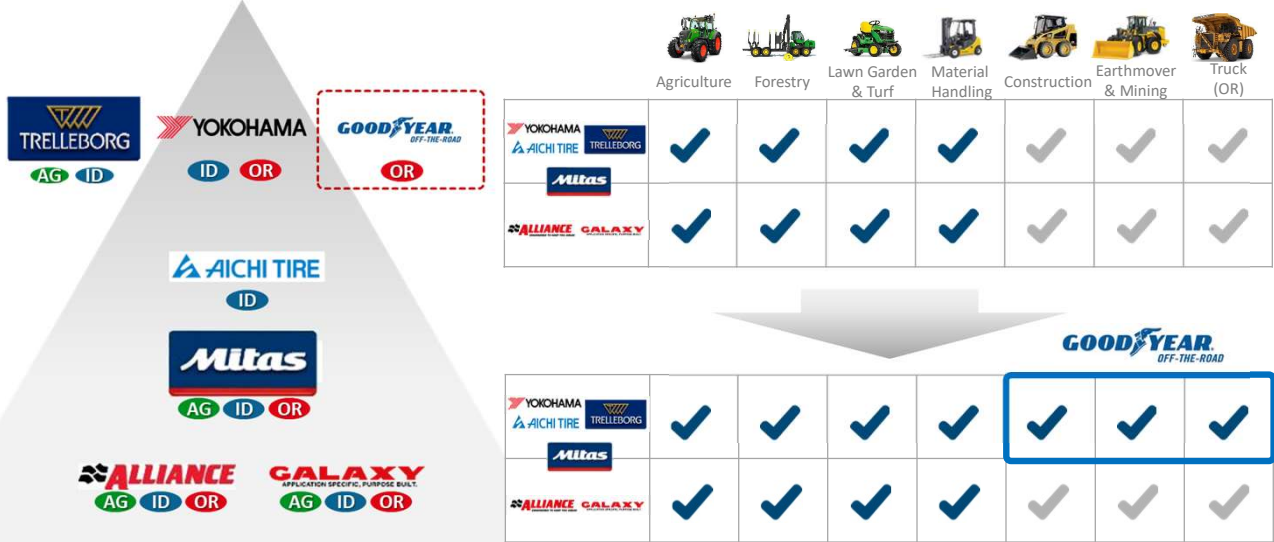 TRELLEBORG
AG ID
YOKOHAMA
ID OR
GOODYEAR
OFF-THE-ROAD
OR
AICHI TIRE
ID
Mitas
AG ID OR
ALLIANCE
AG ID OR
GALAXY
APPLICATION SPECIFIC, PURPOSE BUILT.
AG ID OR
Agriculture
Forestry
Lawn Garden
& Turf
Material
Handling
Construction
Earthmover
& Mining
Truck
(OR)
YOKOHAMA
AICHI TIRE
TRELLEBORG
Mitas
ALLIANCE
GALAXY
GOODYEAR
OFF-THE-ROAD
YOKOHAMA
AICHI TIRE
TRELLEBORG
Mitas
ALLIANCE
GALAXY